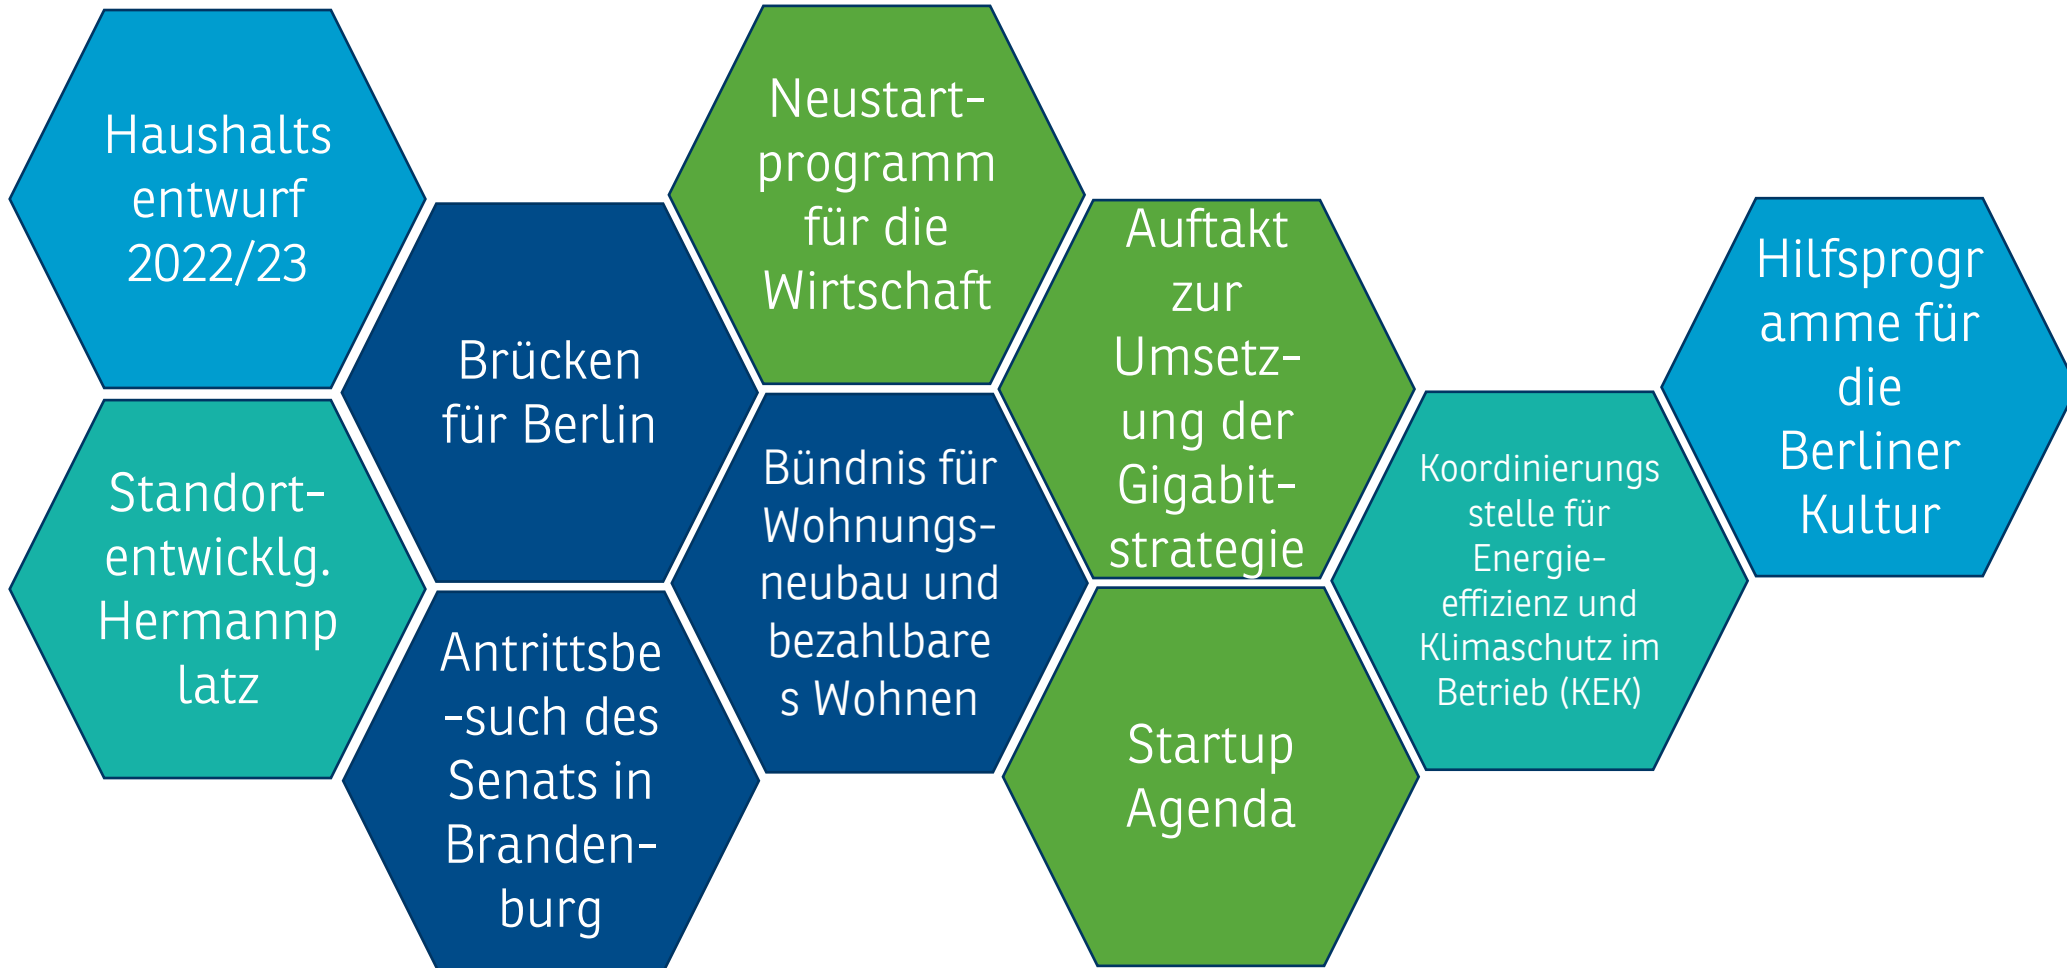 Haushalts
entwurf
2022/23
Standort-
entwicklg.
Hermannp
latz
Brücken
für Berlin
Antrittsbe
-such des
Senats in
Branden-
burg
Neustart-
programm
für die
Wirtschaft
Bündnis für
Wohnungs-
neubau und
bezahlbare
s Wohnen
Auftakt
zur
Umsetz-
ung der
Gigabit-
strategie
Startup
Agenda
Koordinierungs
stelle für
Energie-
effizienz und
Klimaschutz im
Betrieb (KEK)
Hilfsprogr
amme für
die
Berliner
Kultur